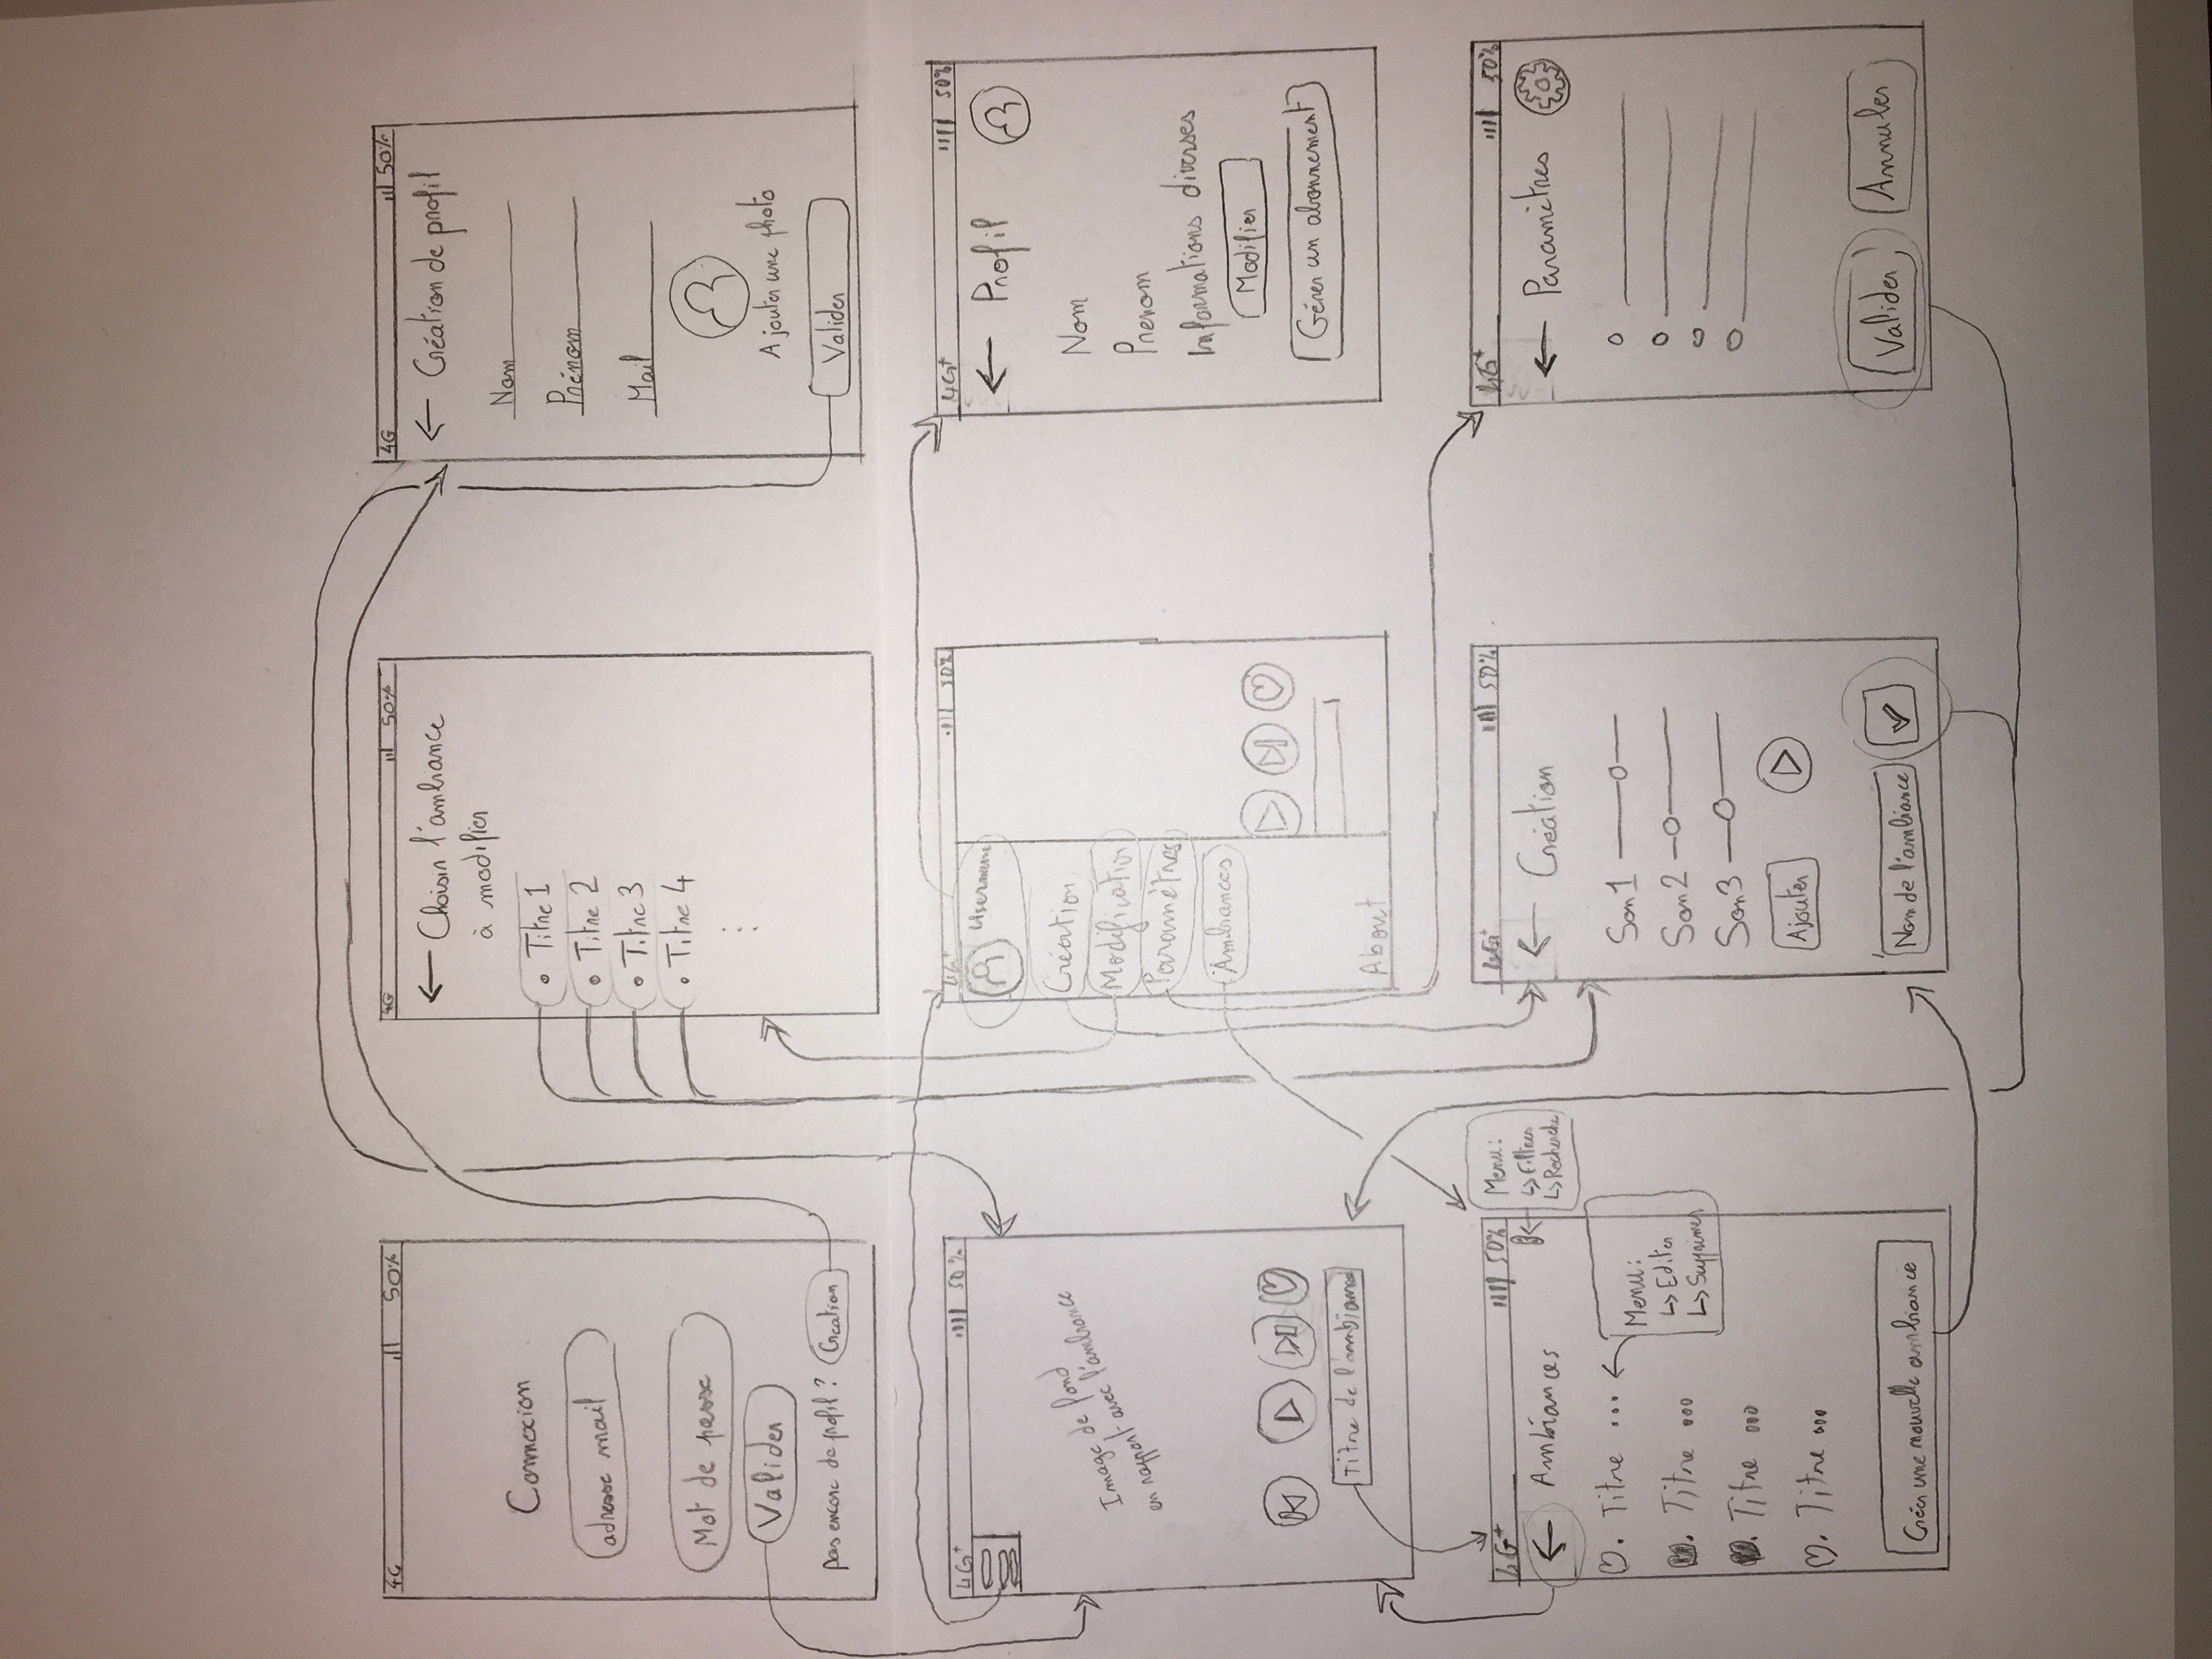 4G 50%
Connexion
adresse mail
Mot de passe
Valider
pas encore de profil ? Creation
4G 50%
Choisir l'ambiance
à modifier
Titre 1
Titre 2
Titre 3
Titre 4
4G 50%
Création de profil
Nom
Prénom
Mail
Ajouter une photo
Valider
4G+ 50%
Image de fond
en rapport avec l'ambiance
Titre de l'ambiance
4G+ 50%
Username
Création
Modification
Paramètres
Ambiances
About
4G+ 50%
Profil
Nom
Prenom
Informations diverses
Modifier
Gérer un abonnement
4G+ 50%
Ambiances
Titre ...
Titre ...
Titre ...
Titre ...
Créer une nouvelle ambiance
Menu :
↳ Filtres
↳ Recherche
Menu :
↳ Editer
↳ Supprimer
4G+ 50%
Création
Son 1
Son 2
Son 3
Ajouter
Nom de l'ambiance
4G+ 50%
Paramètres
Valider
Annuler